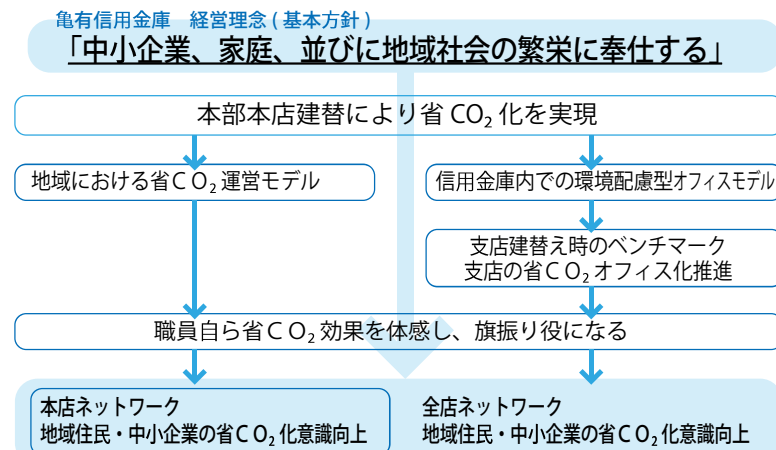 亀有信用金庫 経営理念(基本方針)
「中小企業、家庭、並びに地域社会の繁栄に奉仕する」
本部本店建替により省CO₂化を実現
地域における省CO₂運営モデル
信用金庫内での環境配慮型オフィスモデル
支店建替え時のベンチマーク
支店の省CO₂オフィス化推進
職員自ら省CO₂効果を体感し、旗振り役になる
本店ネットワーク
地域住民・中小企業の省CO₂化意識向上
全店ネットワーク
地域住民・中小企業の省CO₂化意識向上